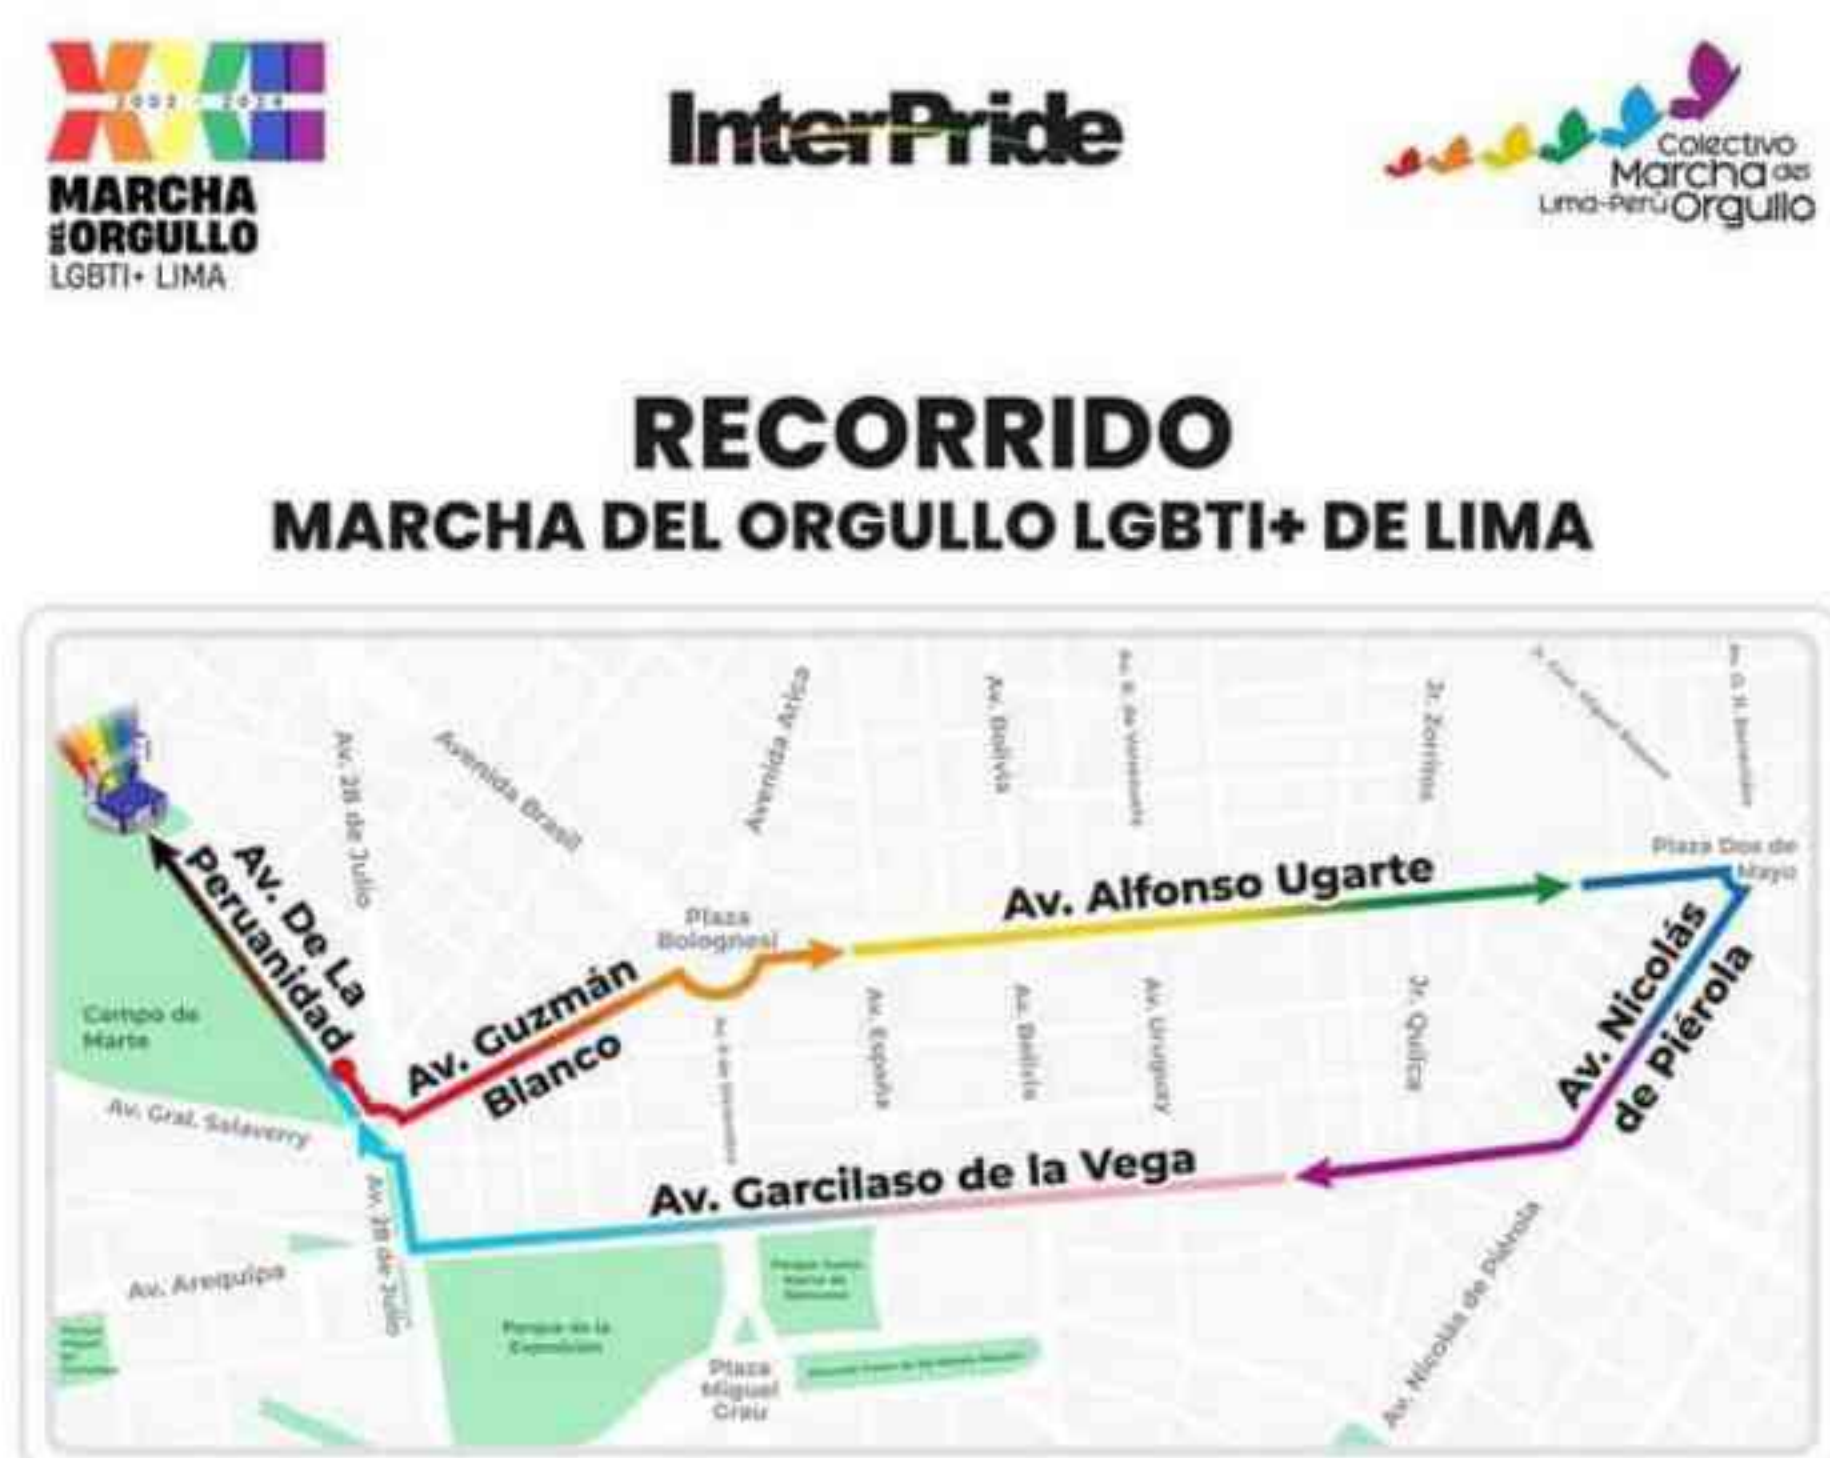 2002 - 2024
MARCHA
DEL ORGULLO
LGBTI+ LIMA
InterPride
Colectivo
Marcha del
Lima-Perú Orgullo
RECORRIDO
MARCHA DEL ORGULLO LGBTI+ DE LIMA
Av. 28 de Julio
Avenida Brasil
Avenida Arica
Av. Bolivia
Jr. Zorritos
Plaza Dos de
Mayo
Av. De La
Peruanidad
Plaza
Bolognesi
Av. Alfonso Ugarte
Av. Guzmán
Blanco
Av. Nicolás
de Piérola
Campo de
Marte
Av. España
Av. Uruguay
Jr. Quilca
Av. Gral. Salaverry
Av. Garcilaso de la Vega
Av. 28 de Julio
Av. Arequipa
Parque de la
Exposición
Plaza
Miguel
Grau
Av. Nicolás de Piérola